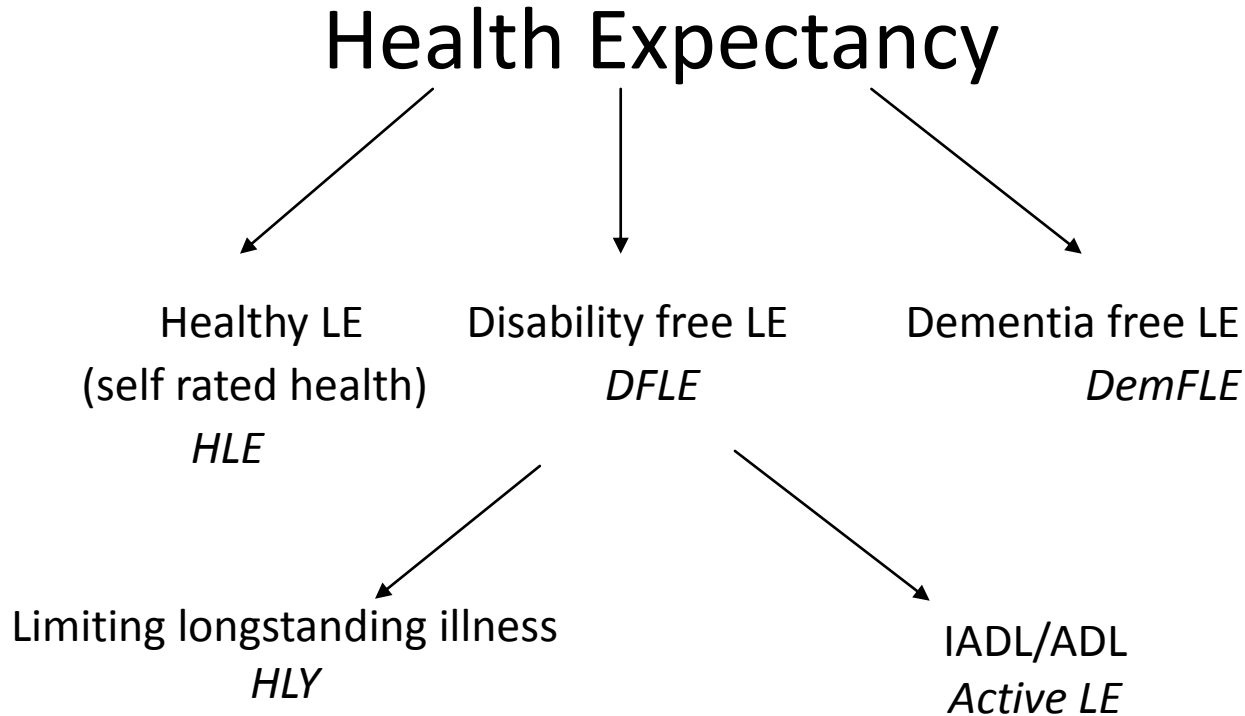 Health Expectancy
Healthy LE
(self rated health)
HLE
Disability free LE
DFLE
Dementia free LE
DemFLE
Limiting longstanding illness
HLY
IADL/ADL
Active LE